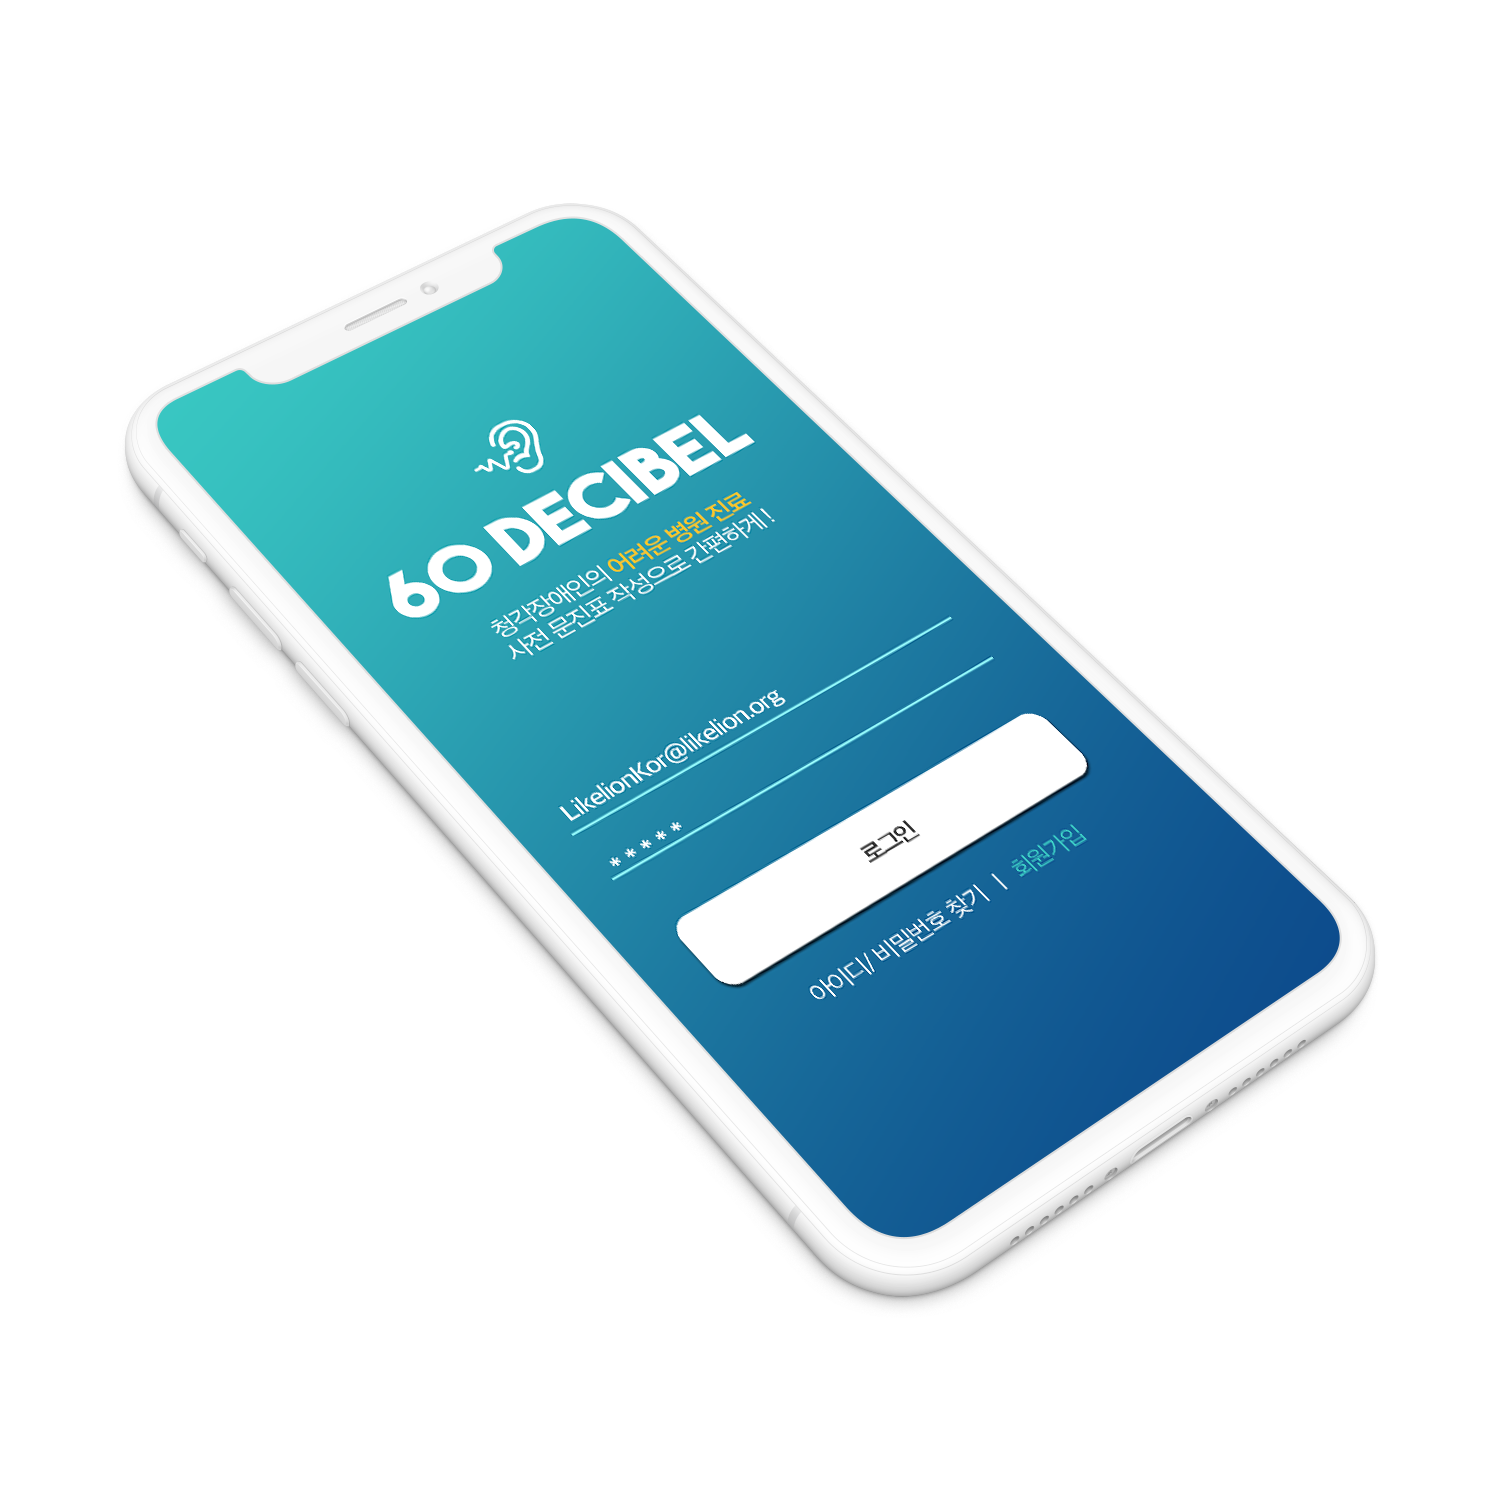 60 DECIBEL
청각장애인의 어려운 병원 진료
사전 문진표 작성으로 간편하게 !
LikelionKor@likelion.org
* * * * *
로그인
아이디/ 비밀번호 찾기 | 회원가입